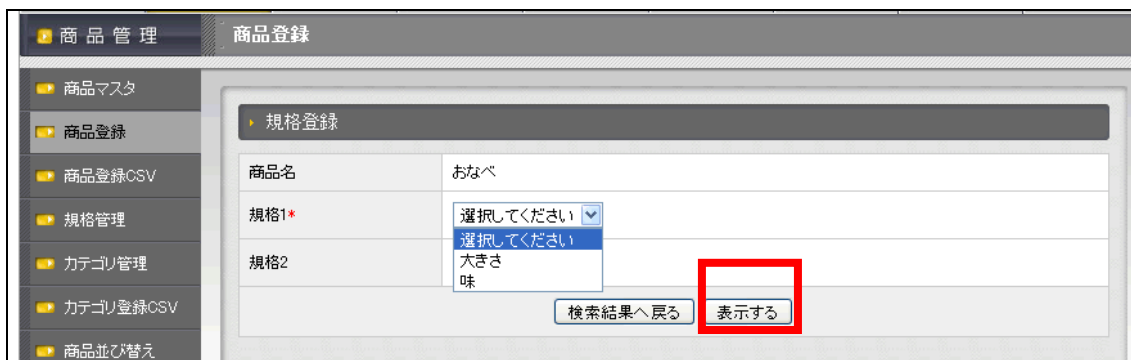 商品管理
商品登録
商品マスタ
商品登録
商品登録CSV
規格管理
カテゴリ管理
カテゴリ登録CSV
商品並び替え
規格登録
商品名 おなべ
規格1* 選択してください
選択してください
大きさ
味
規格2
検索結果へ戻る 表示する